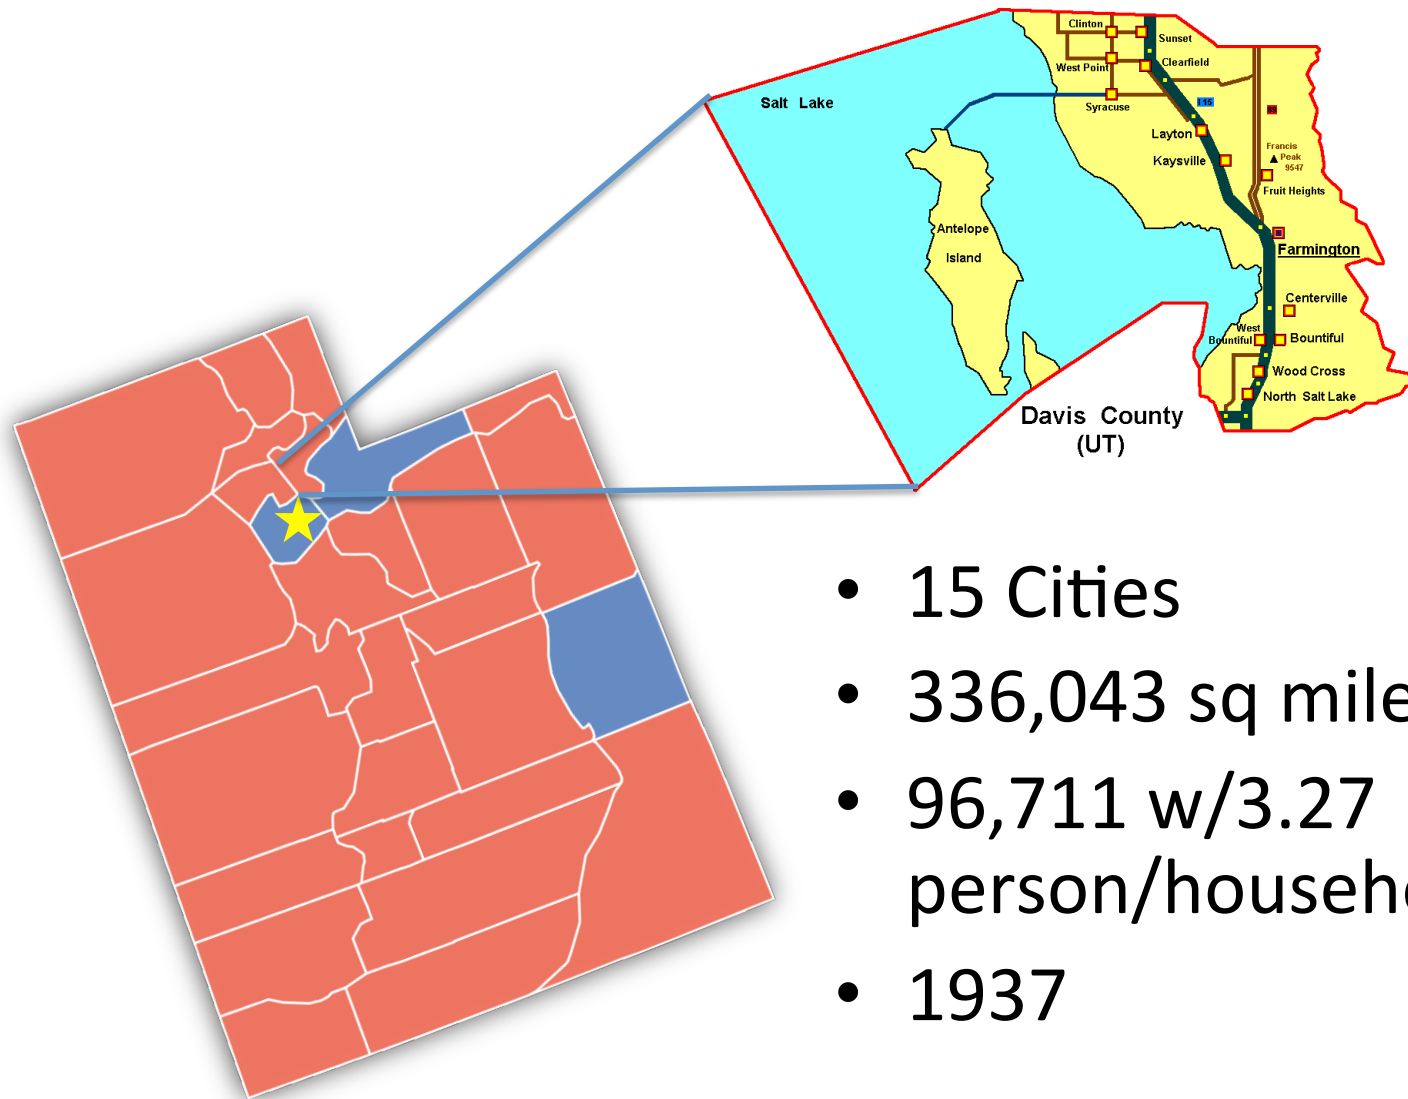 Clinton
Sunset
West Point
Clearfield
Salt Lake
Syracuse
I 15
89
Layton
Kaysville
Francis
Peak
9547
Fruit Heights
Antelope
Island
Farmington
Centerville
West
Bountiful
Bountiful
Wood Cross
North Salt Lake
Davis County
(UT)
• 15 Cities
• 336,043 sq mile
• 96,711 w/3.27
person/househo
• 1937